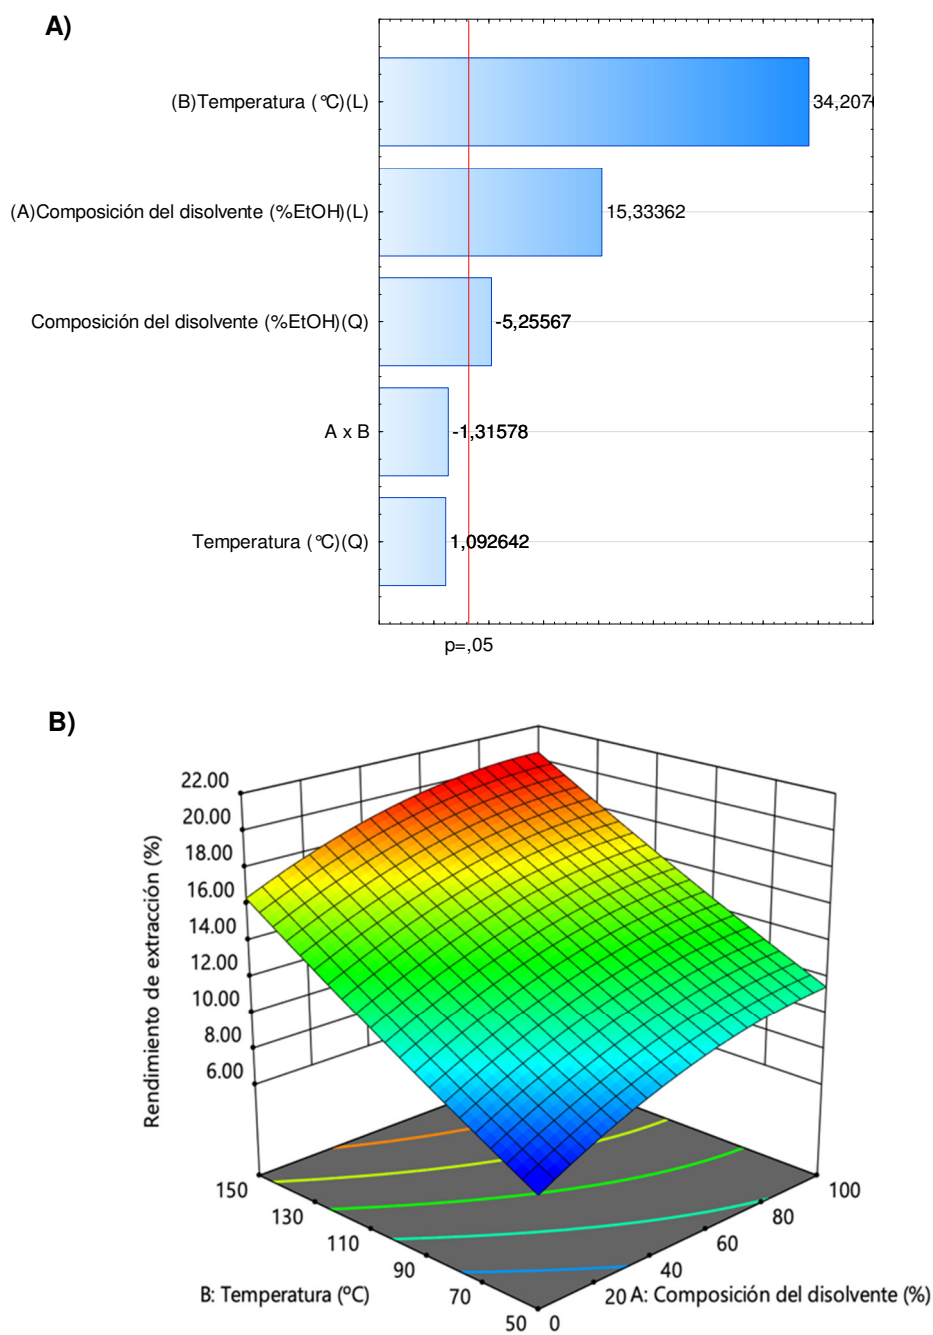 A)
(B)Temperatura (°C)(L)
34,207
(A)Composición del disolvente (%EtOH)(L)
15,33362
Composición del disolvente (%EtOH)(Q)
-5,25567
A x B
-1,31578
Temperatura (°C)(Q)
1,092642
p=,05
B)
Rendimiento de extracción (%)
22.00
20.00
18.00
16.00
14.00
12.00
10.00
8.00
6.00
150
130
110
90
70
50
B: Temperatura (ºC)
0
20
40
60
80
100
A: Composición del disolvente (%)